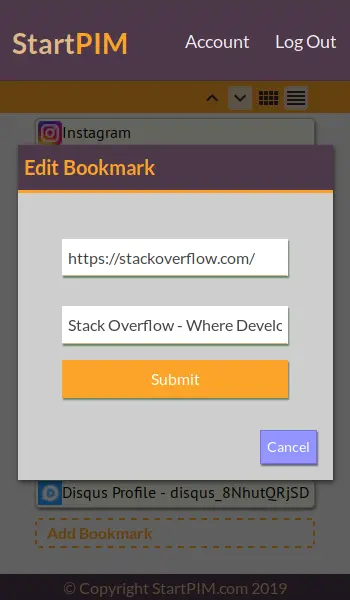 StartPIM
Account
Log Out
Instagram
Edit Bookmark
https://stackoverflow.com/
Stack Overflow - Where Develo
Submit
Cancel
Disqus Profile - disqus_8NhutQRjSD
Add Bookmark
© Copyright StartPIM.com 2019